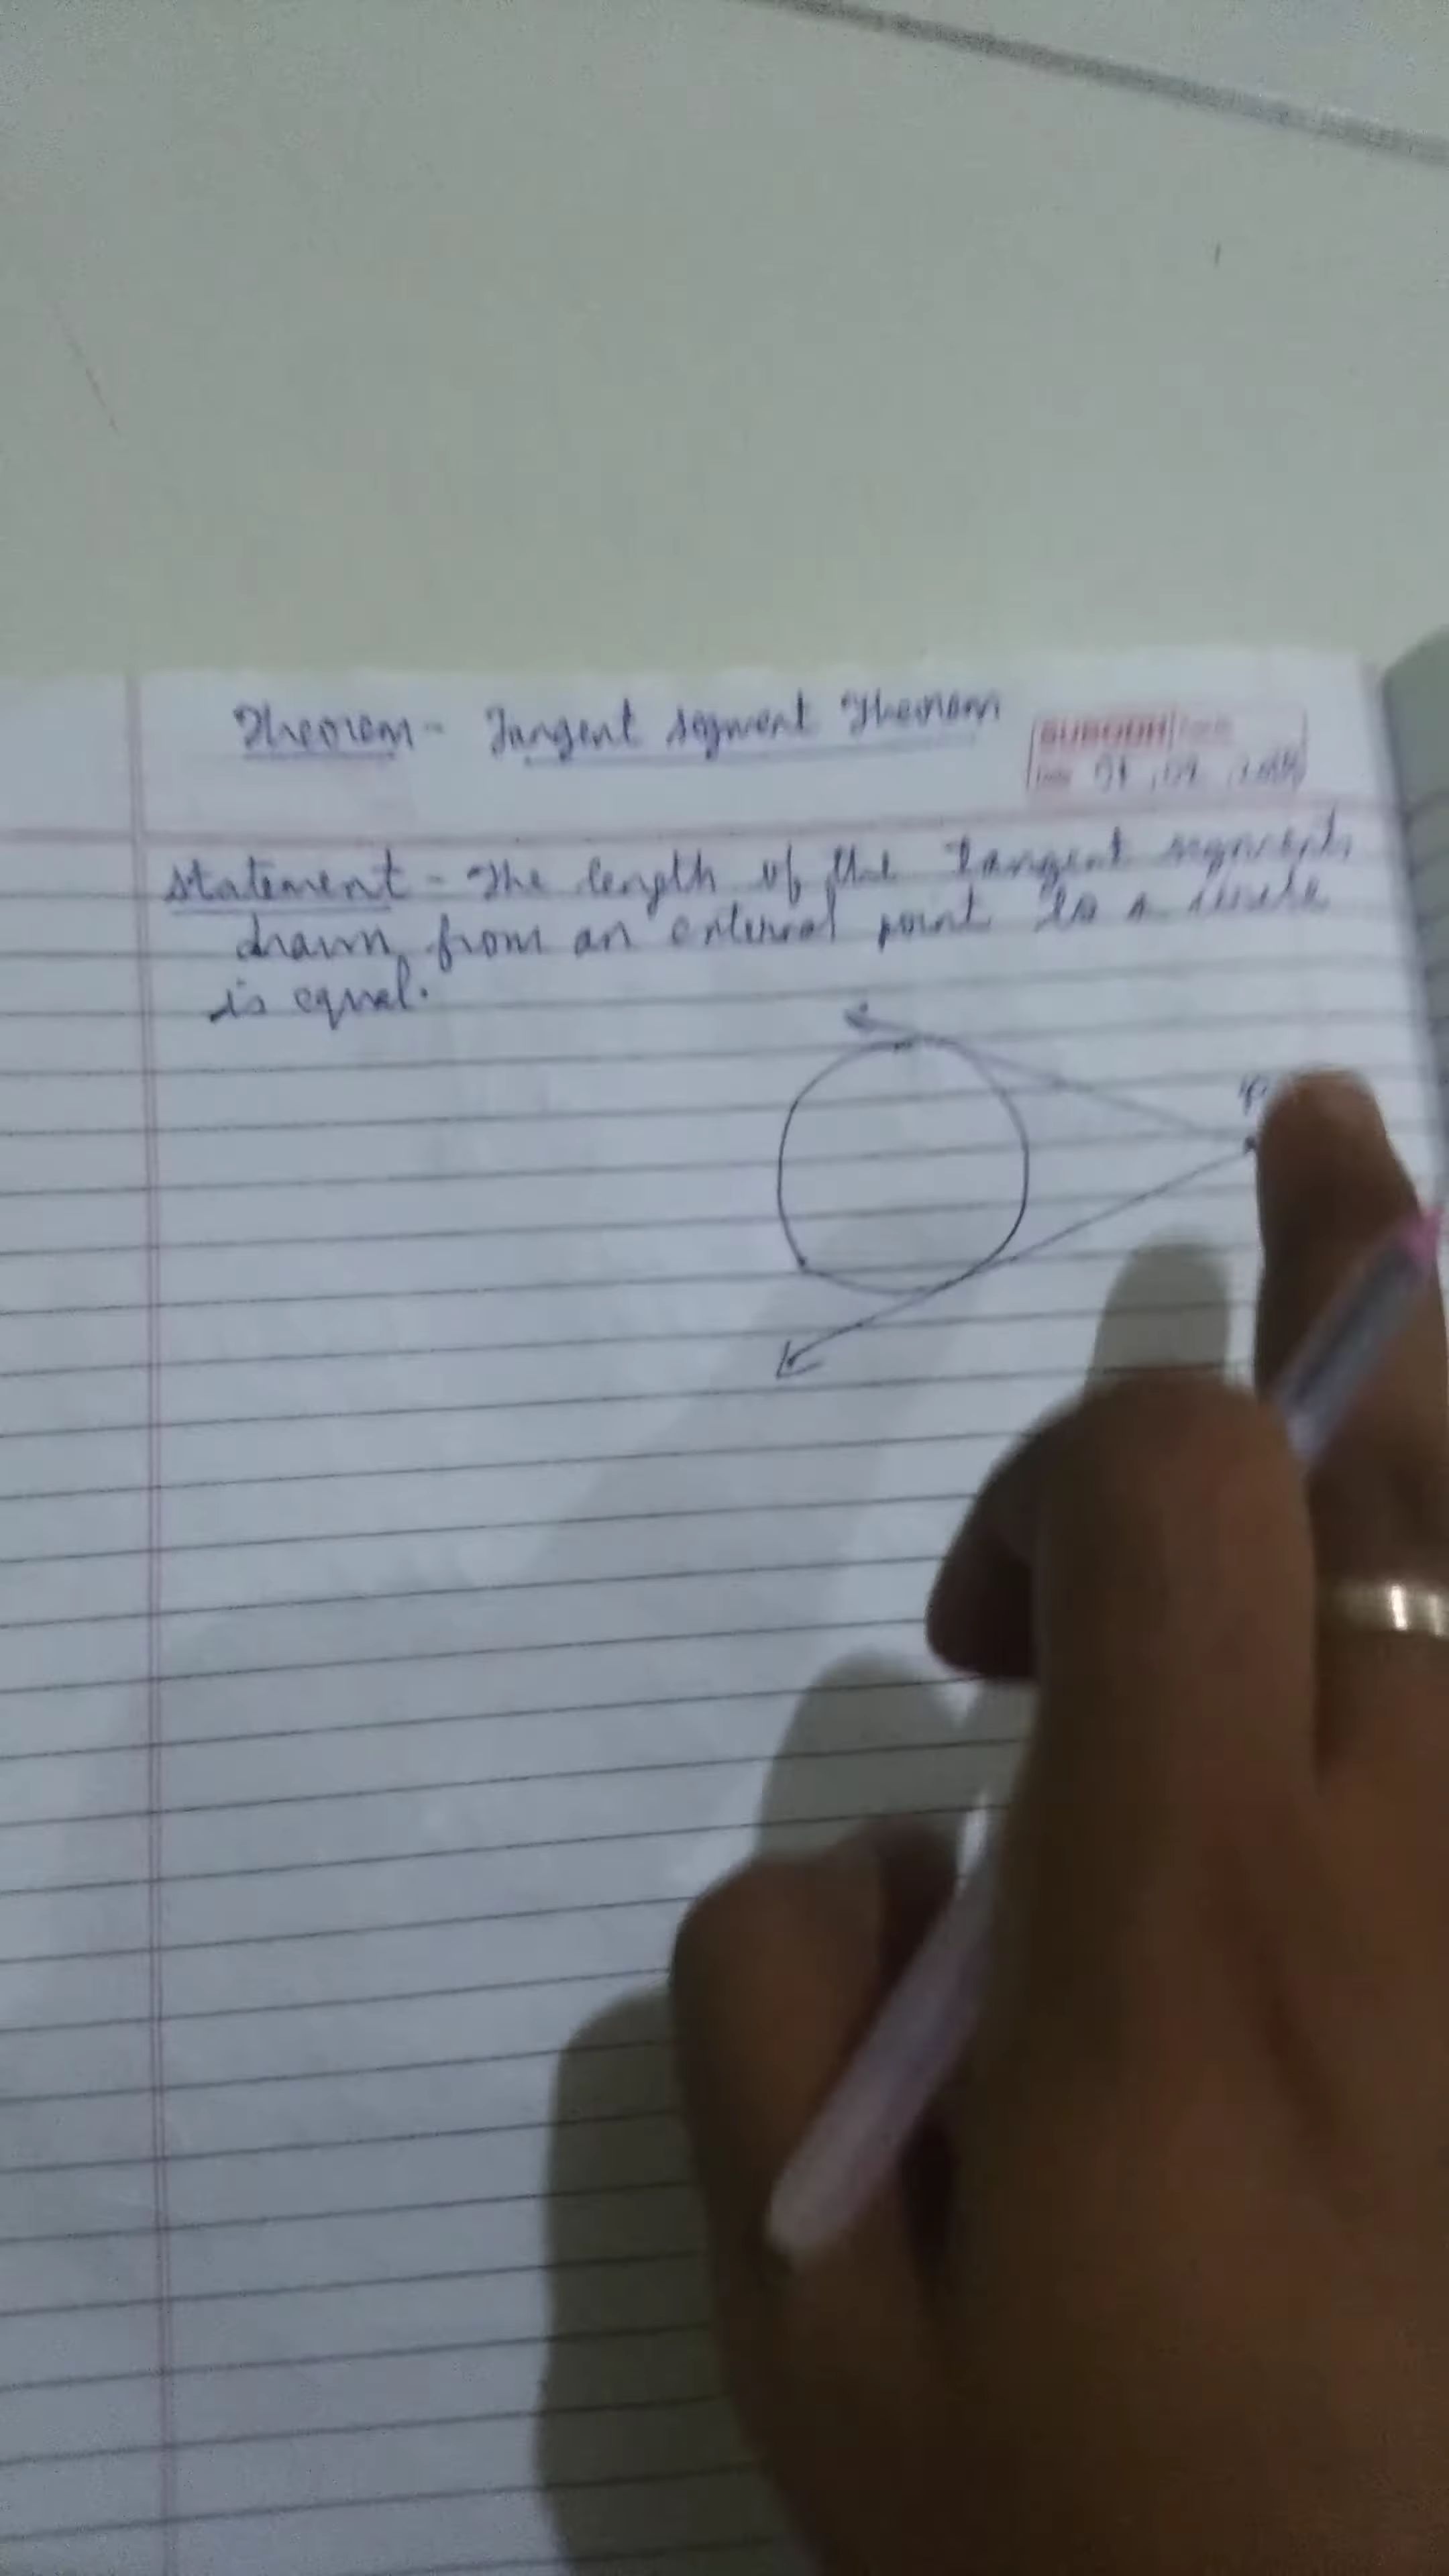 Theorem - Tangent segment Theorem
SUBODH
Statement - The length of the tangent segments
drawn from an external point to a circle
is equal.
P